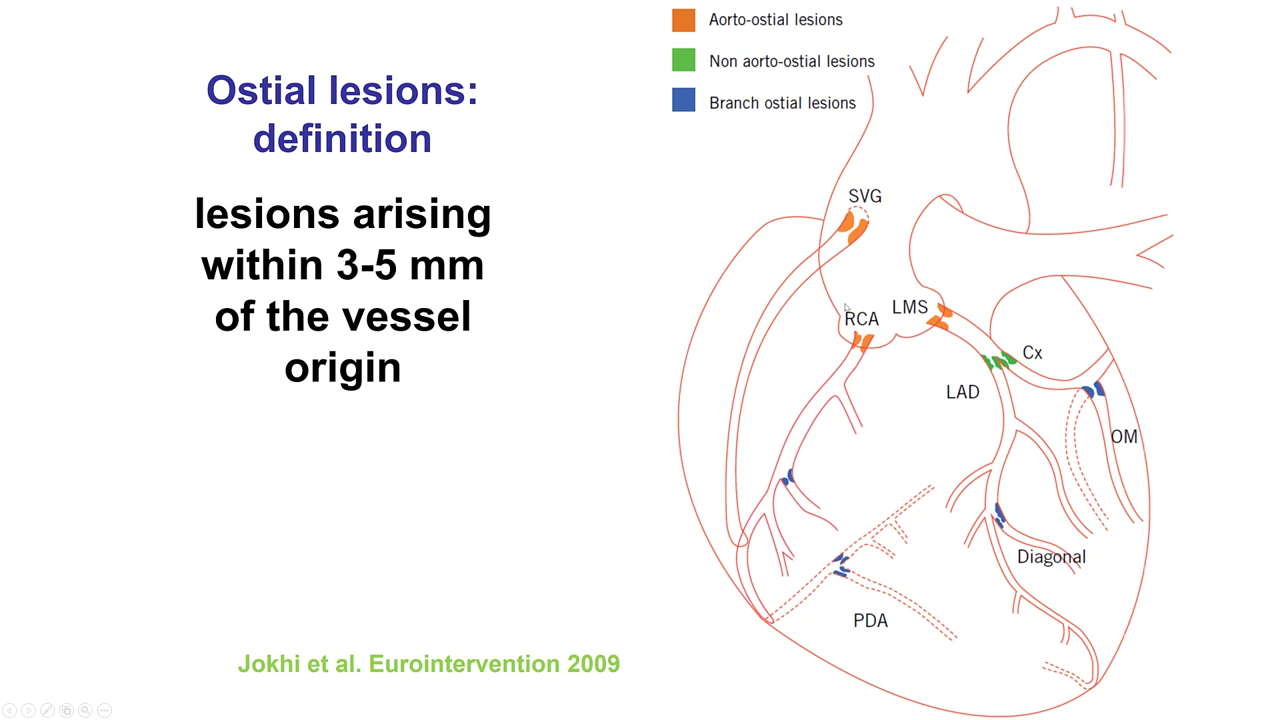 Ostial lesions:
definition
lesions arising
within 3-5 mm
of the vessel
origin
Jokhi et al. Eurointervention 2009
Aorto-ostial lesions
Non aorto-ostial lesions
Branch ostial lesions
SVG
LMS
RCA
Cx
LAD
OM
Diagonal
PDA